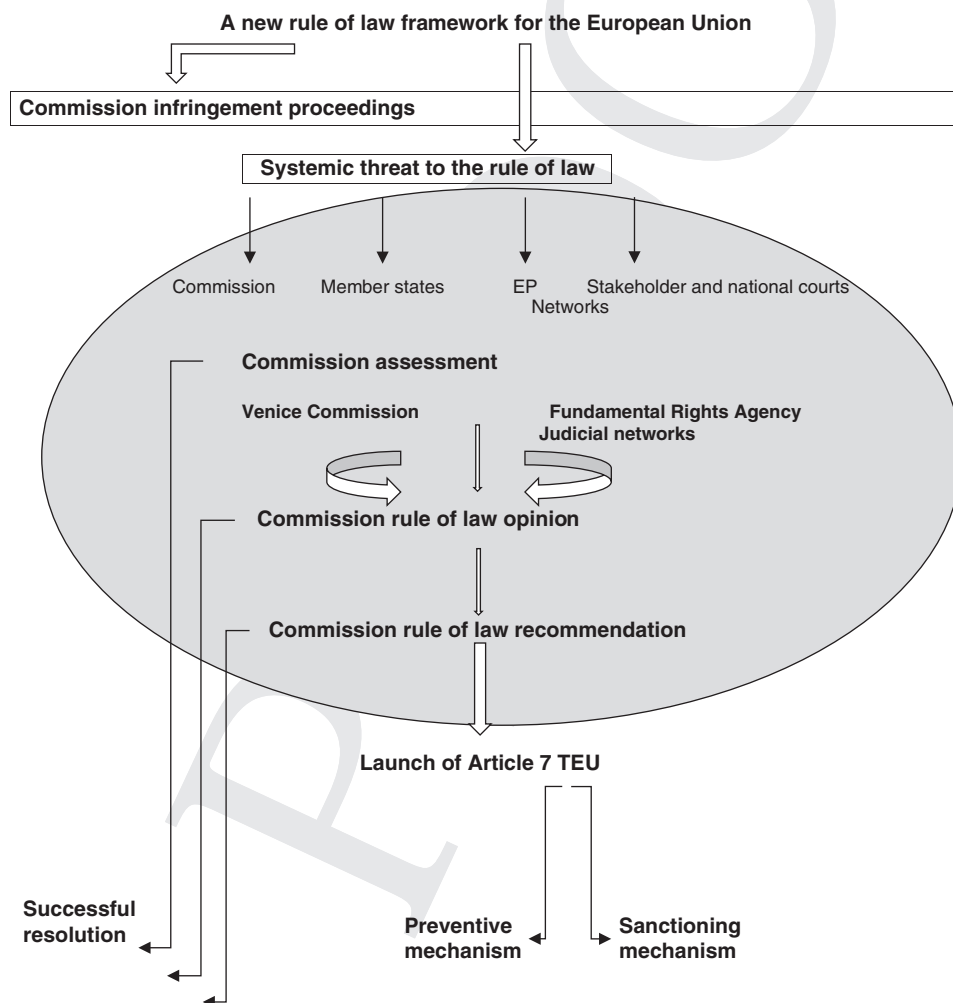 A new rule of law framework for the European Union
Commission infringement proceedings
Systemic threat to the rule of law
Commission Member states EP Stakeholder and national courts
Networks
Commission assessment
Venice Commission Fundamental Rights Agency
Judicial networks
Commission rule of law opinion
Commission rule of law recommendation
Launch of Article 7 TEU
Successful
resolution
Preventive
mechanism
Sanctioning
mechanism